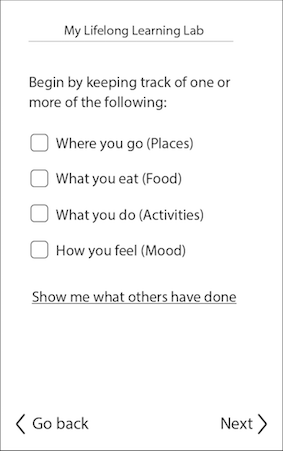 My Lifelong Learning Lab
Begin by keeping track of one or
more of the following:
Where you go (Places)
What you eat (Food)
What you do (Activities)
How you feel (Mood)
Show me what others have done
Go back
Next